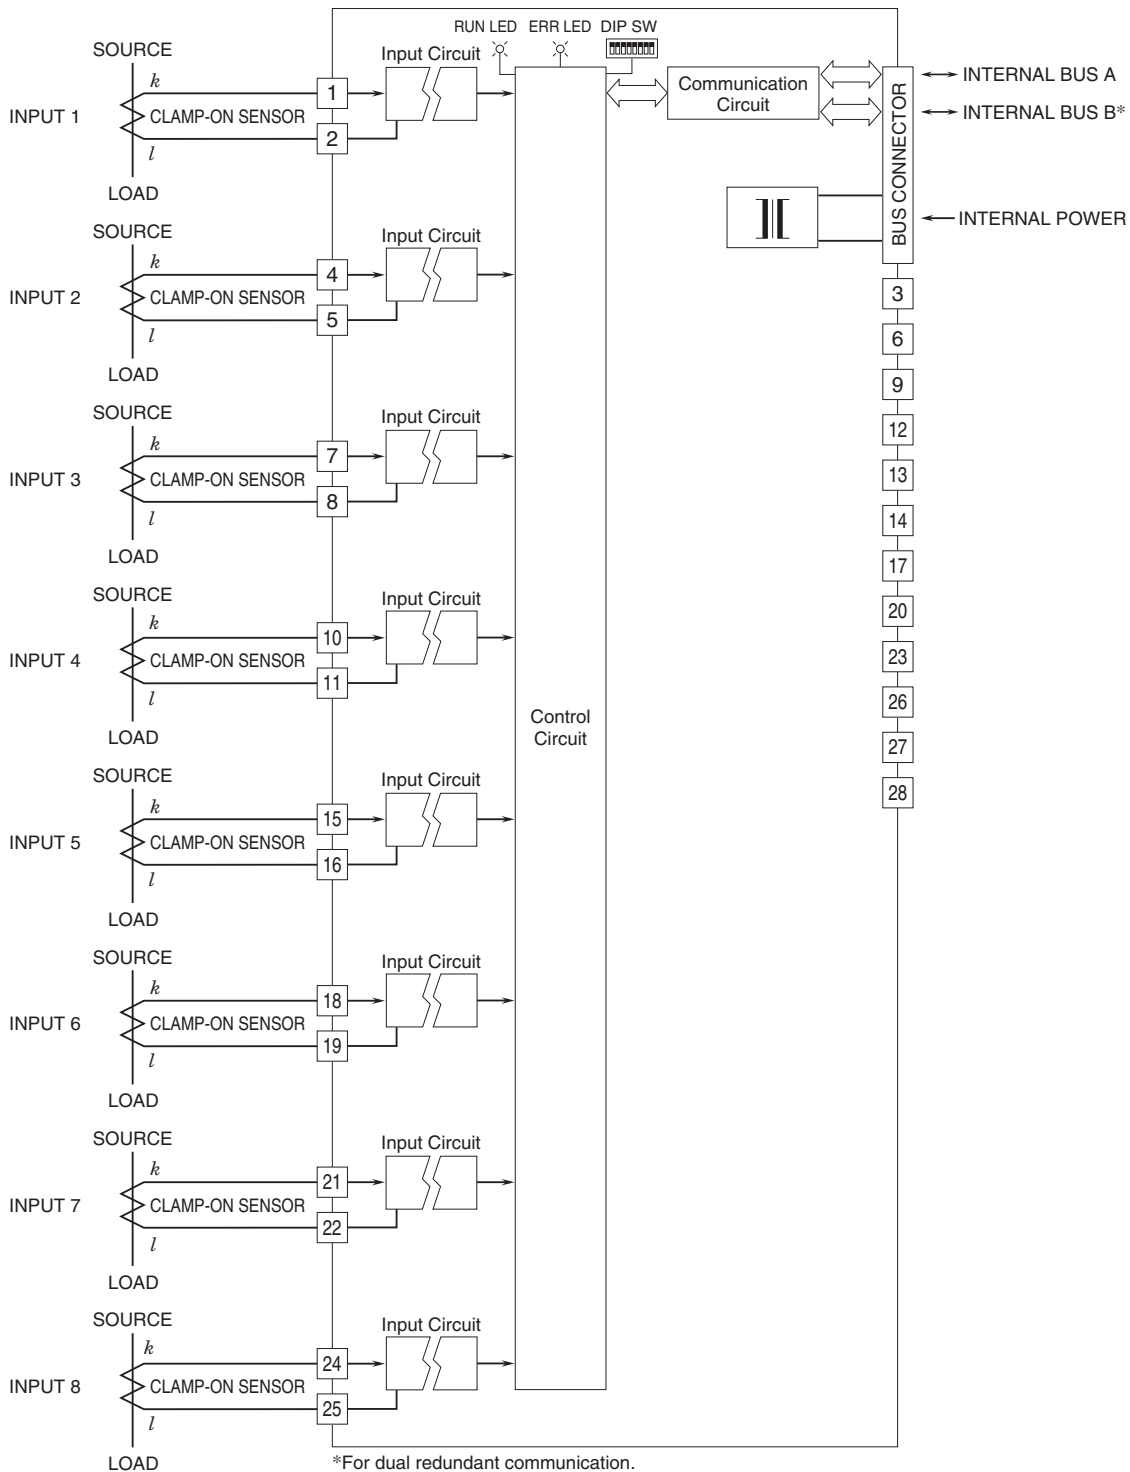 RUN LED ERR LED DIP SW
SOURCE
Input Circuit
k
1
INPUT 1
CLAMP-ON SENSOR
2
l
LOAD
Communication
Circuit
BUS CONNECTOR
INTERNAL BUS A
INTERNAL BUS B*
INTERNAL POWER
SOURCE
Input Circuit
k
4
INPUT 2
CLAMP-ON SENSOR
5
l
LOAD
SOURCE
Input Circuit
k
7
INPUT 3
CLAMP-ON SENSOR
8
l
LOAD
SOURCE
Input Circuit
k
10
INPUT 4
CLAMP-ON SENSOR
11
l
LOAD
Control
Circuit
SOURCE
Input Circuit
k
15
INPUT 5
CLAMP-ON SENSOR
16
l
LOAD
SOURCE
Input Circuit
k
18
INPUT 6
CLAMP-ON SENSOR
19
l
LOAD
SOURCE
Input Circuit
k
21
INPUT 7
CLAMP-ON SENSOR
22
l
LOAD
SOURCE
Input Circuit
k
24
INPUT 8
CLAMP-ON SENSOR
25
l
LOAD
3
6
9
12
13
14
17
20
23
26
27
28
*For dual redundant communication.